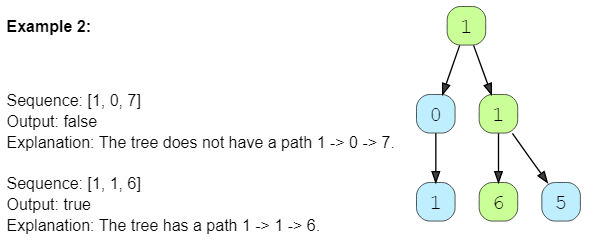 Example 2:
Sequence: [1, 0, 7]
Output: false
Explanation: The tree does not have a path 1 -> 0 -> 7.
Sequence: [1, 1, 6]
Output: true
Explanation: The tree has a path 1 -> 1 -> 6.
1
0 1
1 6 5